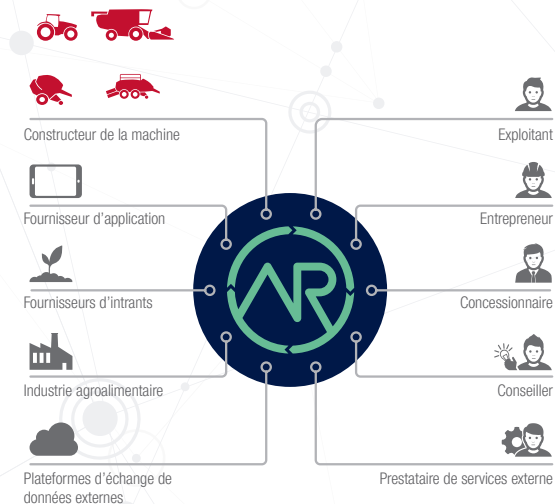 Constructeur de la machine
Exploitant
Fournisseur d'application
Entrepreneur
Fournisseurs d'intrants
Concessionnaire
Industrie agroalimentaire
Conseiller
Plateformes d'échange de
données externes
Prestataire de services externe
AR